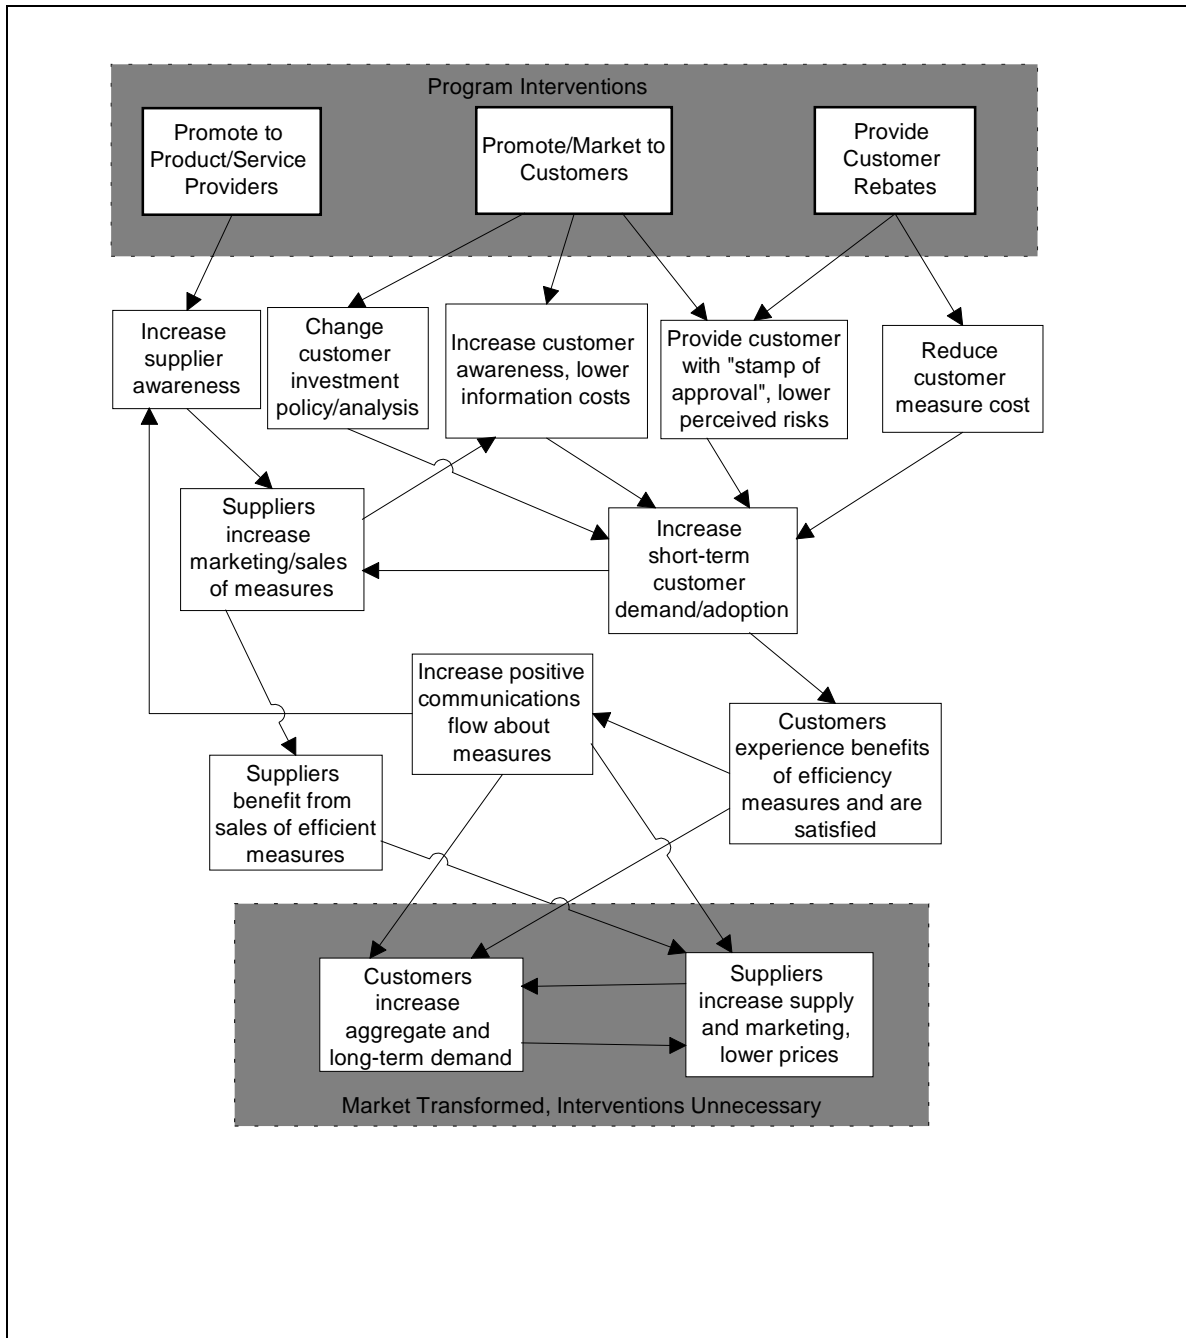 Program Interventions
Promote to
Product/Service
Providers
Promote/Market to
Customers
Provide
Customer
Rebates
Increase
supplier
awareness
Change
customer
investment
policy/analysis
Increase customer
awareness, lower
information costs
Provide customer
with "stamp of
approval", lower
perceived risks
Reduce
customer
measure cost
Suppliers
increase
marketing/sales
of measures
Increase
short-term
customer
demand/adoption
Increase positive
communications
flow about
measures
Customers
experience benefits
of efficiency
measures and are
satisfied
Suppliers
benefit from
sales of efficient
measures
Customers
increase
aggregate and
long-term demand
Suppliers
increase supply
and marketing,
lower prices
Market Transformed, Interventions Unnecessary